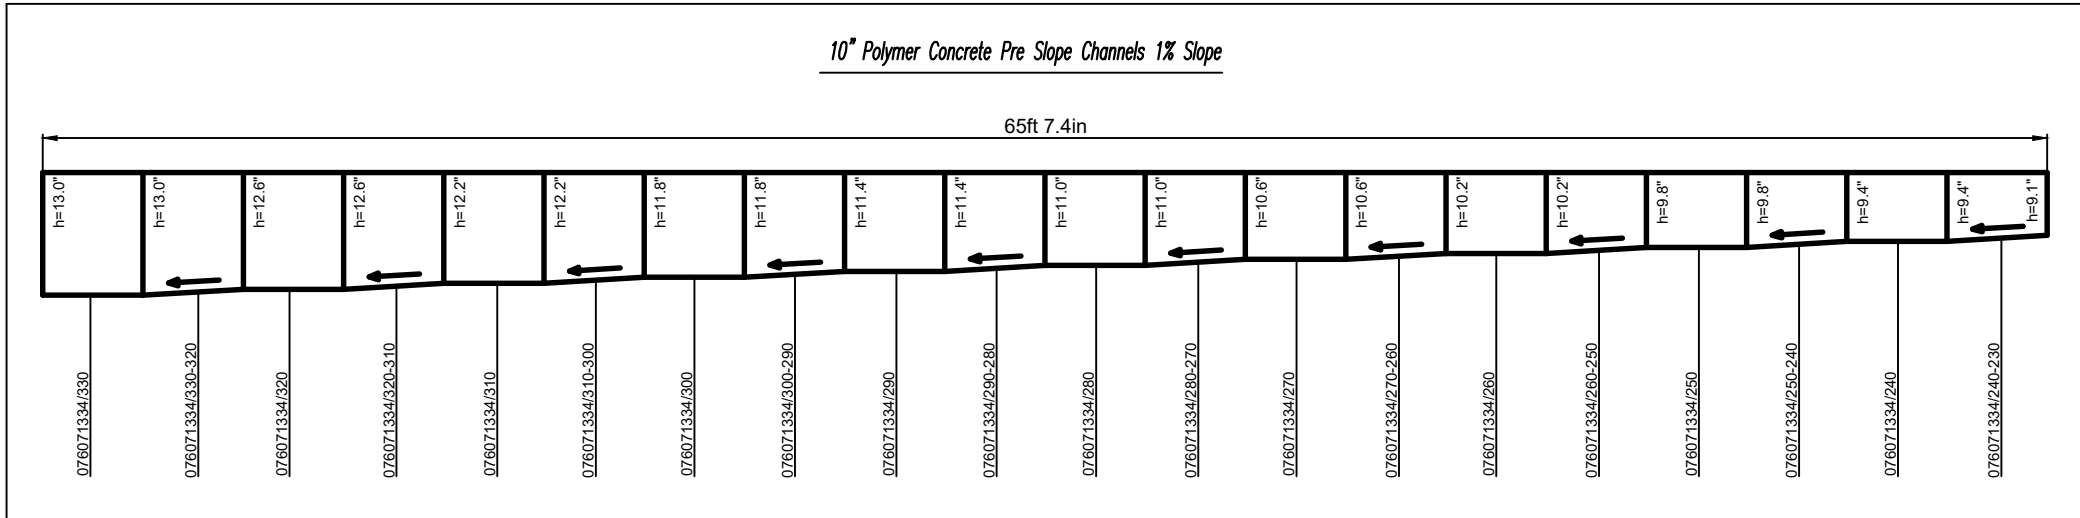 10" Polymer Concrete Pre Slope Channels 1% Slope
65ft 7.4in
h=13.0"
h=13.0"
h=12.6"
h=12.6"
h=12.2"
h=12.2"
h=11.8"
h=11.8"
h=11.4"
h=11.4"
h=11.0"
h=11.0"
h=10.6"
h=10.6"
h=10.2"
h=10.2"
h=9.8"
h=9.8"
h=9.4"
h=9.4"
h=9.1"
076071334/330
076071334/330-320
076071334/320
076071334/320-310
076071334/310
076071334/310-300
076071334/300
076071334/300-290
076071334/290
076071334/290-280
076071334/280
076071334/280-270
076071334/270
076071334/270-260
076071334/260
076071334/260-250
076071334/250
076071334/250-240
076071334/240
076071334/240-230